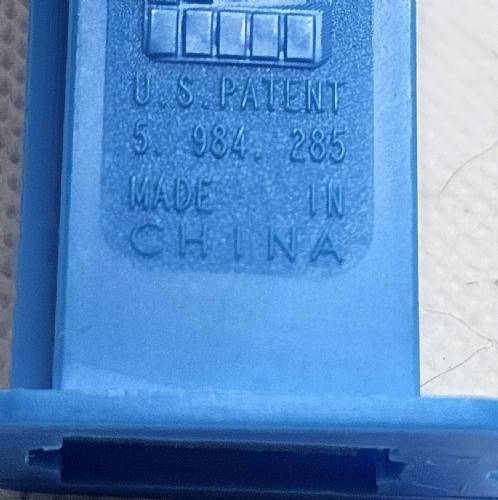 U.S. PATENT
5. 984. 285
MADE IN
CHINA